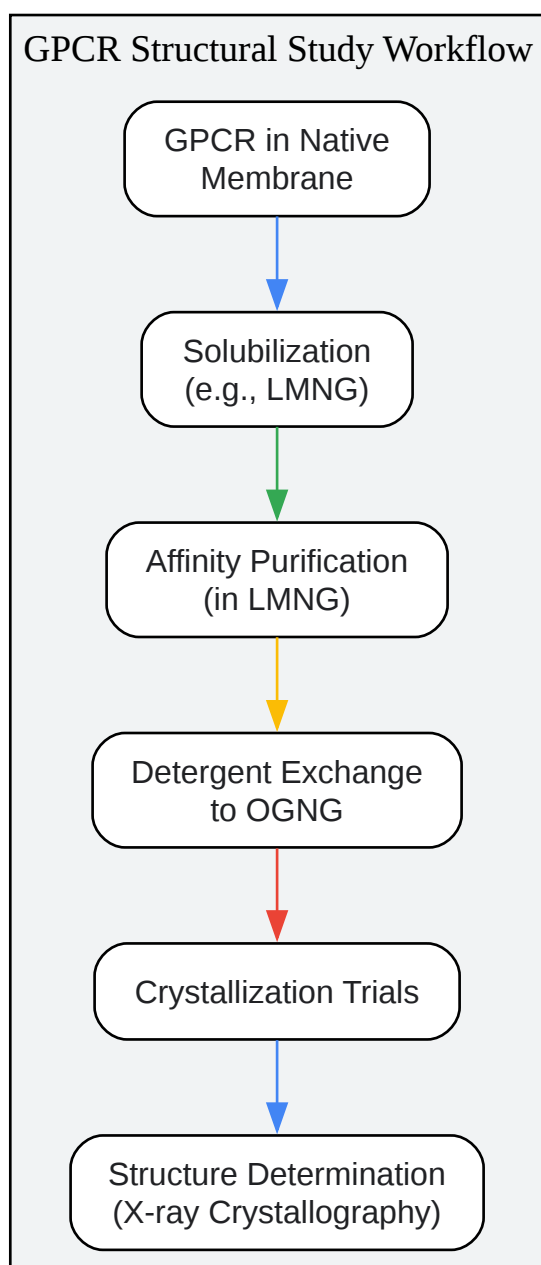 GPCR Structural Study Workflow
GPCR in Native
Membrane
Solubilization
(e.g., LMNG)
Affinity Purification
(in LMNG)
Detergent Exchange
to OGNG
Crystallization Trials
Structure Determination
(X-ray Crystallography)